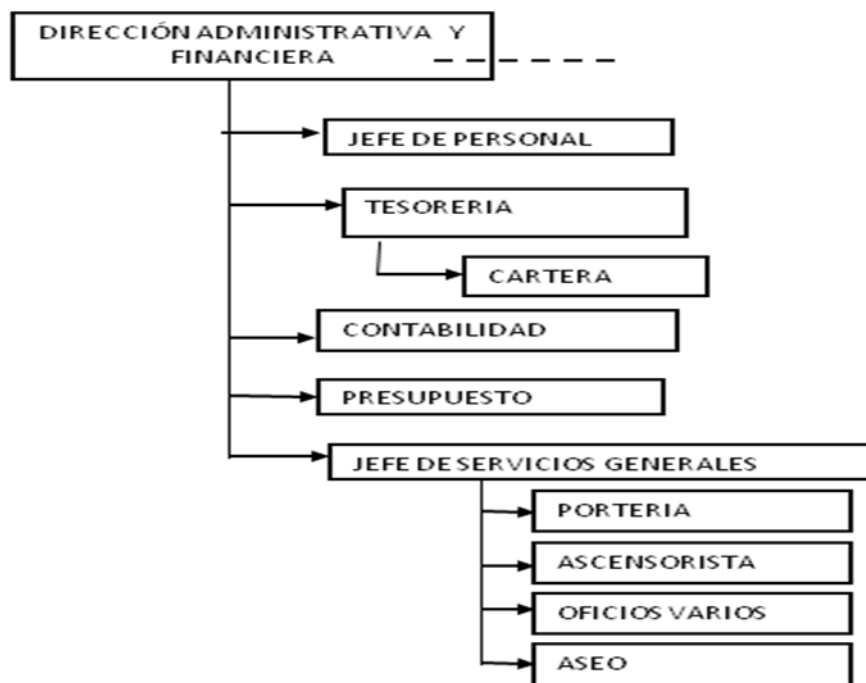 DIRECCIÓN ADMINISTRATIVA Y
FINANCIERA
JEFE DE PERSONAL
TESORERIA
CARTERA
CONTABILIDAD
PRESUPUESTO
JEFE DE SERVICIOS GENERALES
PORTERIA
ASCENSORISTA
OFICIOS VARIOS
ASEO